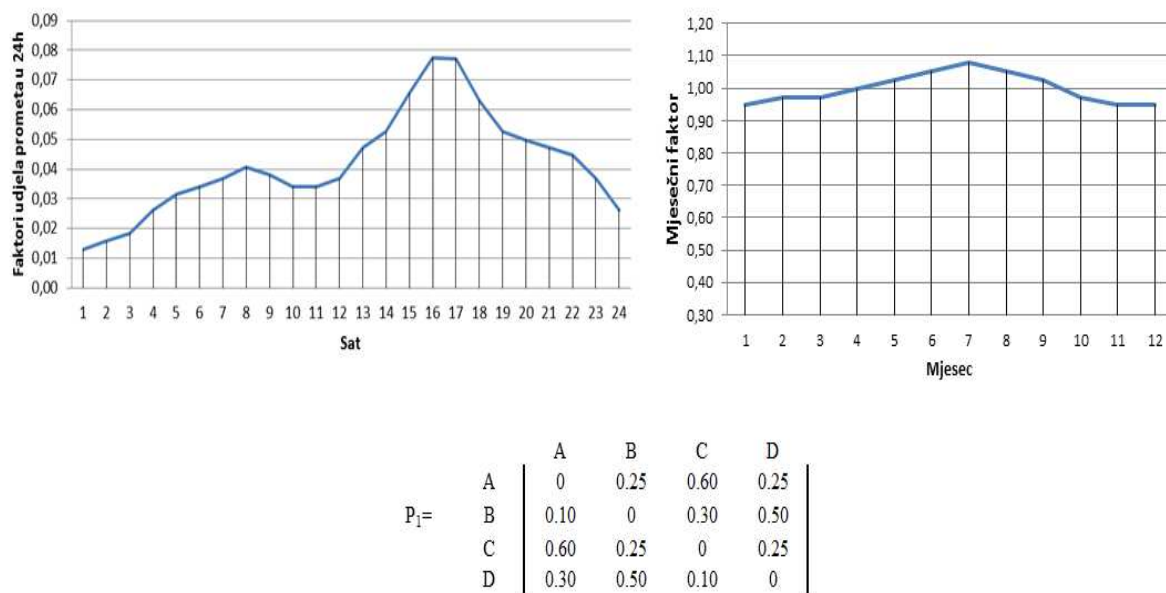 Faktori udjela prometa u 24h
0,09
0,08
0,07
0,06
0,05
0,04
0,03
0,02
0,01
0,00
1 2 3 4 5 6 7 8 9 10 11 12 13 14 15 16 17 18 19 20 21 22 23 24
Sat
Mjesečni faktor
1,20
1,10
1,00
0,90
0,80
0,70
0,60
0,50
0,40
0,30
1 2 3 4 5 6 7 8 9 10 11 12
Mjesec
A B C D
A 0 0.25 0.60 0.25
P₁= B 0.10 0 0.30 0.50
C 0.60 0.25 0 0.25
D 0.30 0.50 0.10 0